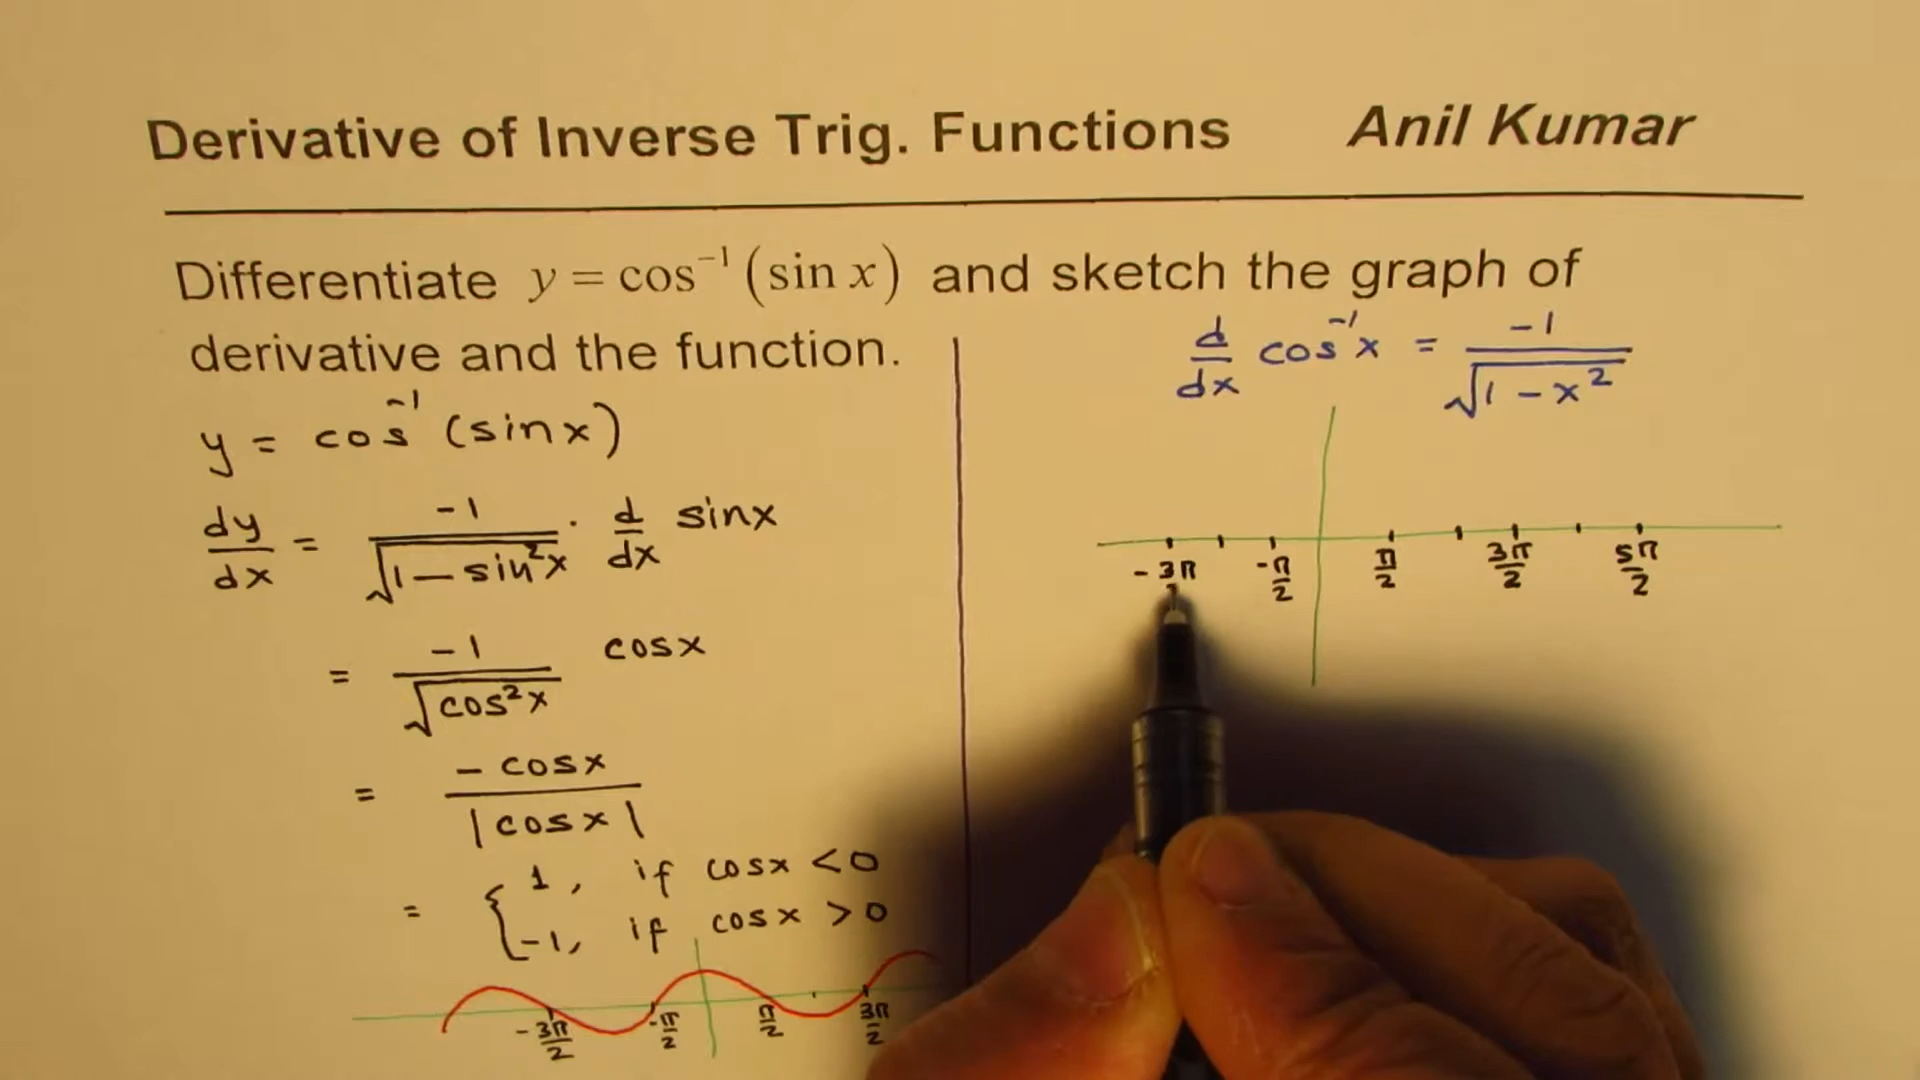 Derivative of Inverse Trig. Functions Anil Kumar
Differentiate y = cos⁻¹ (sin x) and sketch the graph of
derivative and the function.
y = cos⁻¹ (sinx)
dy/dx = -1/√(1 - sin²x) · d/dx sinx
= -1/√(cos²x) cosx
= -cosx/|cosx|
= { 1, if cosx < 0
-1, if cosx > 0
-3π/2 -π/2 π/2 3π/2
d/dx cos⁻¹x = -1/√(1 - x²)
-3π -π/2 π/2 3π/2 5π/2